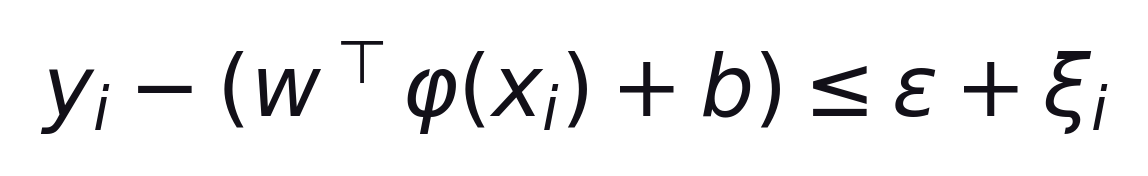 yᵢ − (w^⊤ φ(xᵢ) + b) ≤ ε + ξᵢ